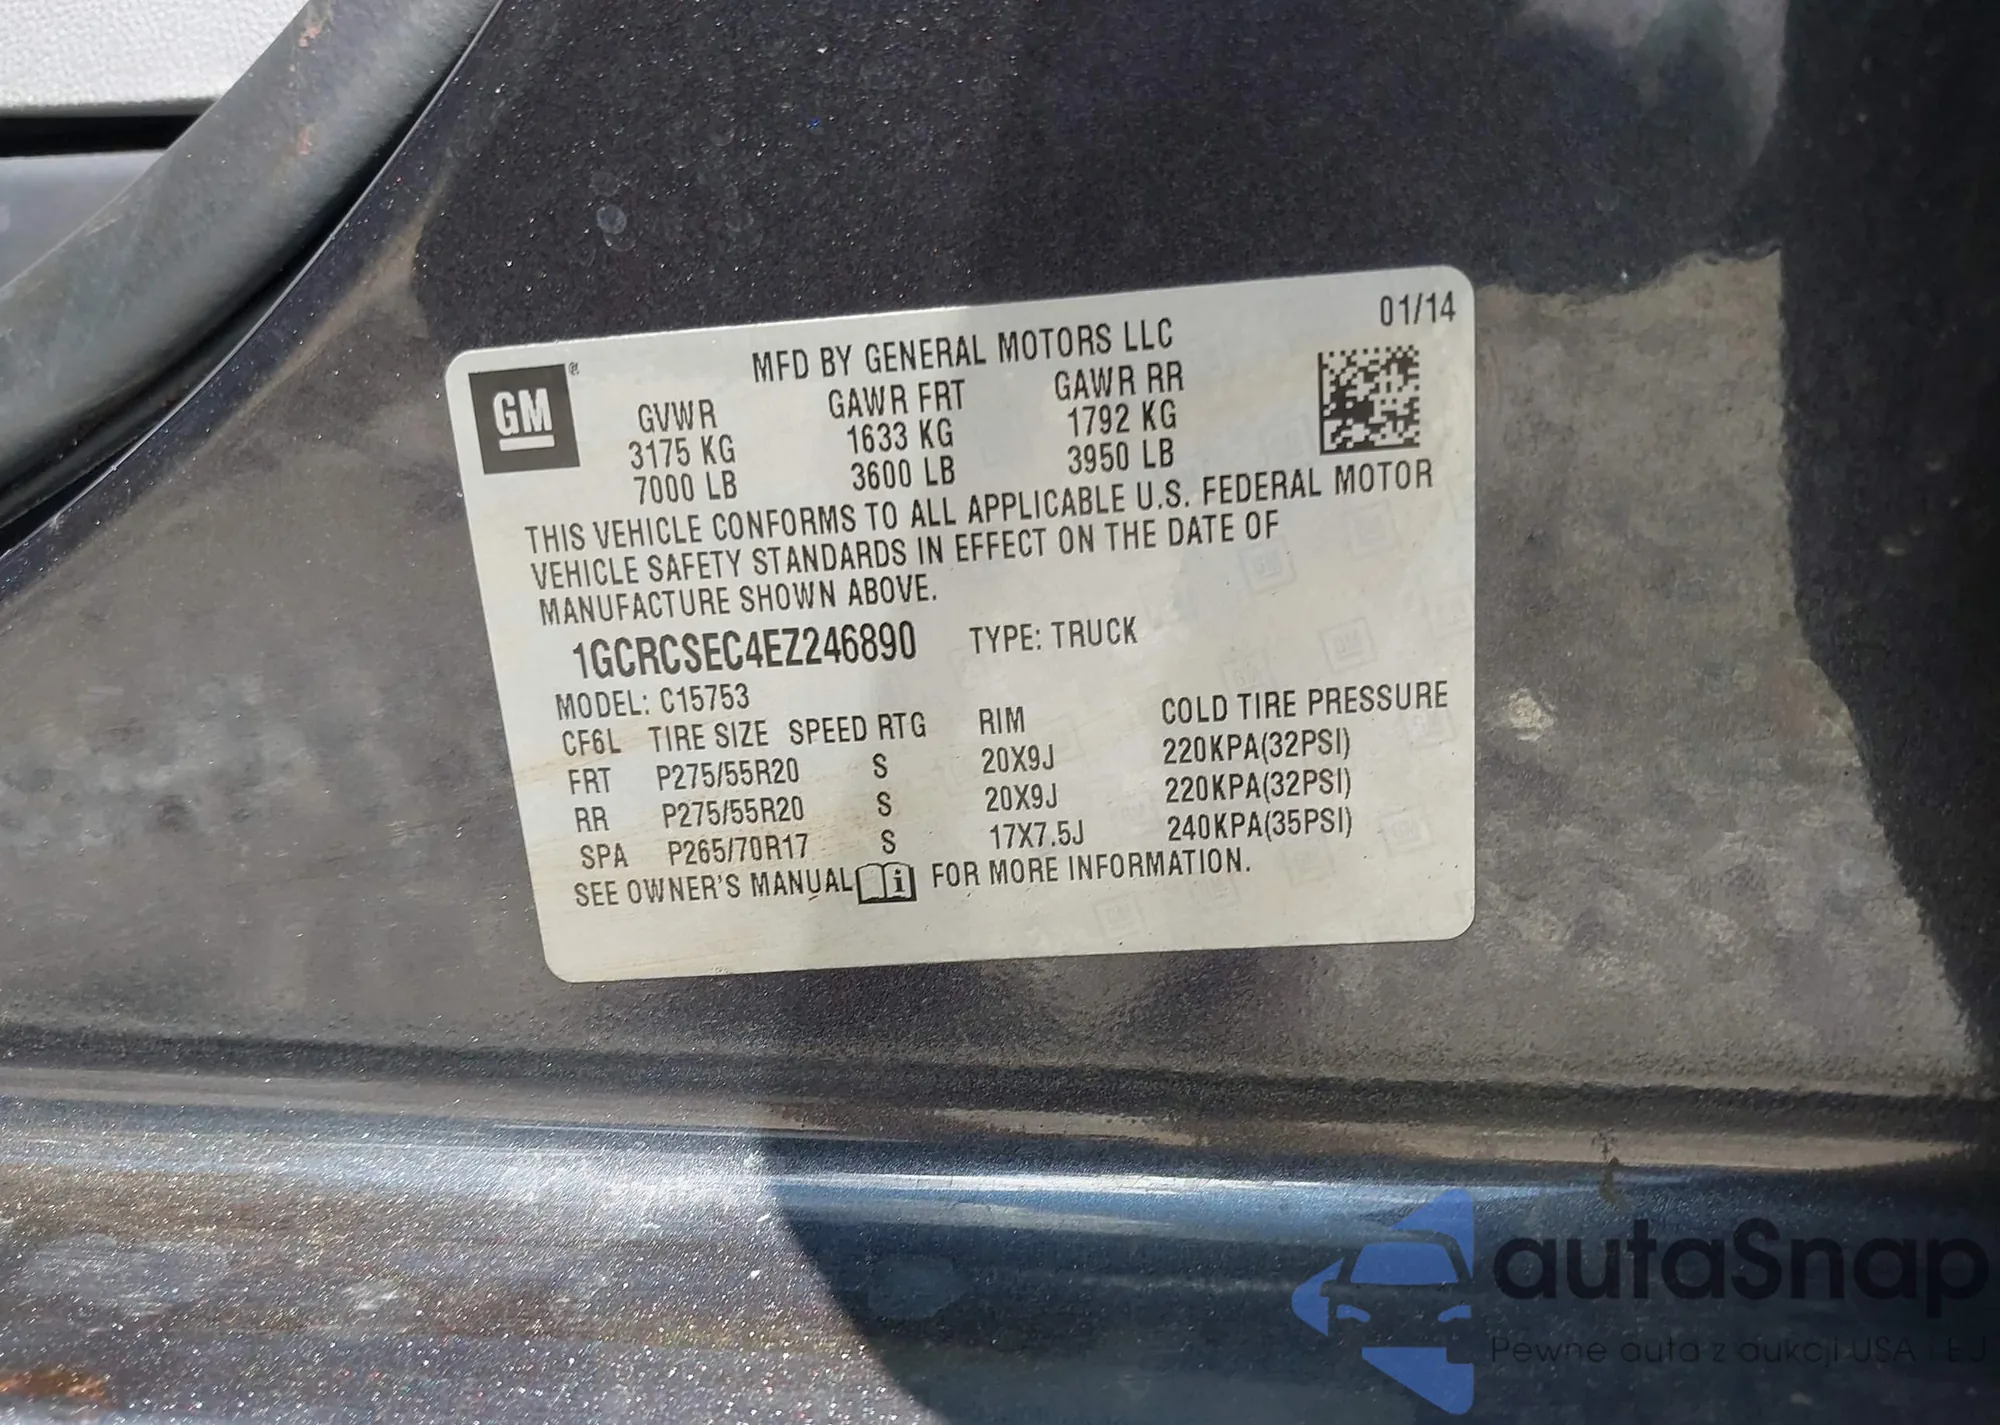 01/14
MFD BY GENERAL MOTORS LLC
GM®
GVWR GAWR FRT GAWR RR
3175 KG 1633 KG 1792 KG
7000 LB 3600 LB 3950 LB
THIS VEHICLE CONFORMS TO ALL APPLICABLE U.S. FEDERAL MOTOR
VEHICLE SAFETY STANDARDS IN EFFECT ON THE DATE OF
MANUFACTURE SHOWN ABOVE.
1GCRCSEC4EZ246890 TYPE: TRUCK
MODEL: C15753
CF6L TIRE SIZE SPEED RTG RIM COLD TIRE PRESSURE
FRT P275/55R20 S 20X9J 220KPA(32PSI)
RR P275/55R20 S 20X9J 220KPA(32PSI)
SPA P265/70R17 S 17X7.5J 240KPA(35PSI)
SEE OWNER'S MANUAL i FOR MORE INFORMATION.
autaSnap
Pewne auta z aukcji USA i EJ